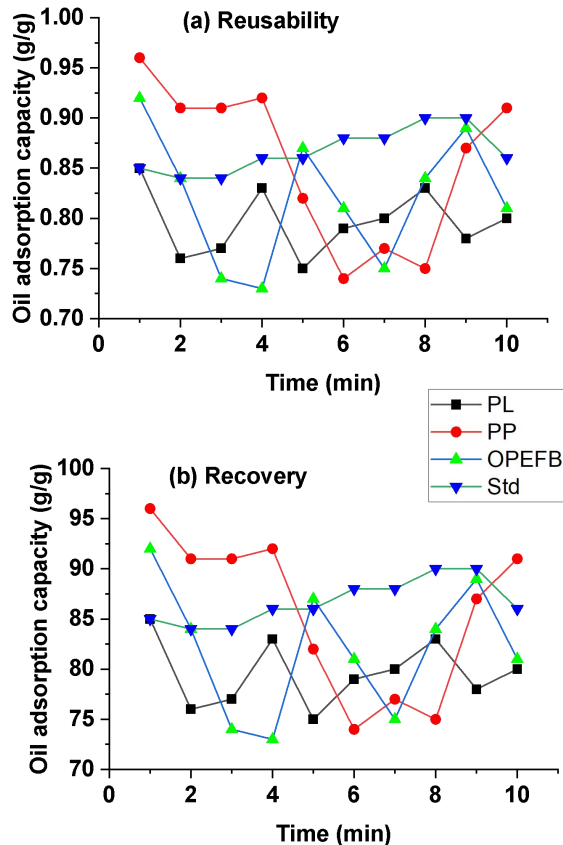 (a) Reusability
Oil adsorption capacity (g/g)
1.00
0.95
0.90
0.85
0.80
0.75
0.70
0 2 4 6 8 10
Time (min)
PL
PP
OPEFB
Std
(b) Recovery
Oil adsorption capacity (g/g)
100
95
90
85
80
75
70
0 2 4 6 8 10
Time (min)